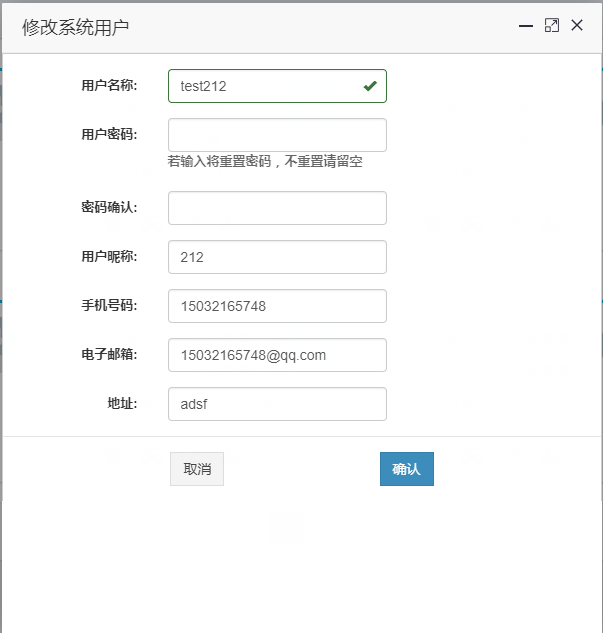 修改系统用户
用户名称: test212
用户密码:
若输入将重置密码，不重置请留空
密码确认:
用户昵称: 212
手机号码: 15032165748
电子邮箱: 15032165748@qq.com
地址: adsf
取消 确认